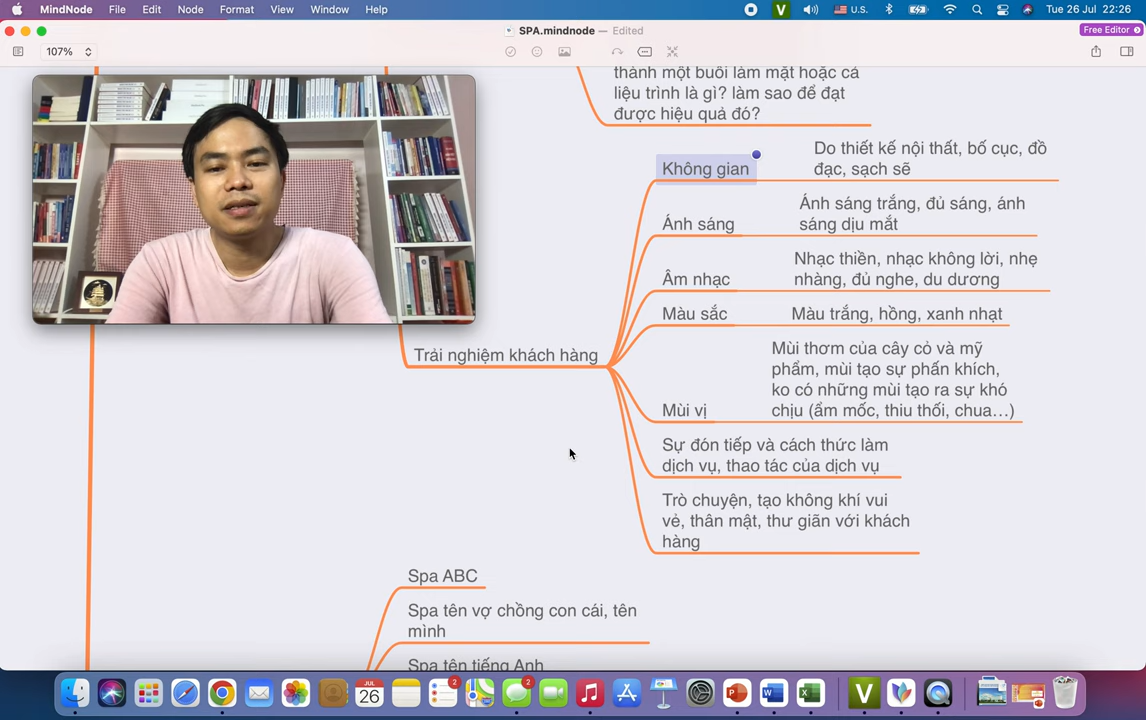 MindNode File Edit Node Format View Window Help
V
U.S.
Tue 26 Jul 22:26
SPA.mindnode — Edited
Free Editor
107%
thành một buổi làm mặt hoặc cả
liệu trình là gì? làm sao để đạt
được hiệu quả đó?
Không gian
Do thiết kế nội thất, bố cục, đồ
đạc, sạch sẽ
Ánh sáng
Ánh sáng trắng, đủ sáng, ánh
sáng dịu mắt
Âm nhạc
Nhạc thiền, nhạc không lời, nhẹ
nhàng, đủ nghe, du dương
Màu sắc
Màu trắng, hồng, xanh nhạt
Trải nghiệm khách hàng
Mùi vị
Mùi thơm của cây cỏ và mỹ
phẩm, mùi tạo sự phấn khích,
ko có những mùi tạo ra sự khó
chịu (ẩm mốc, thiu thối, chua…)
Sự đón tiếp và cách thức làm
dịch vụ, thao tác của dịch vụ
Trò chuyện, tạo không khí vui
vẻ, thân mật, thư giãn với khách
hàng
Spa ABC
Spa tên vợ chồng con cái, tên
mình
Spa tên tiếng Anh
JUL
26
2
2
V